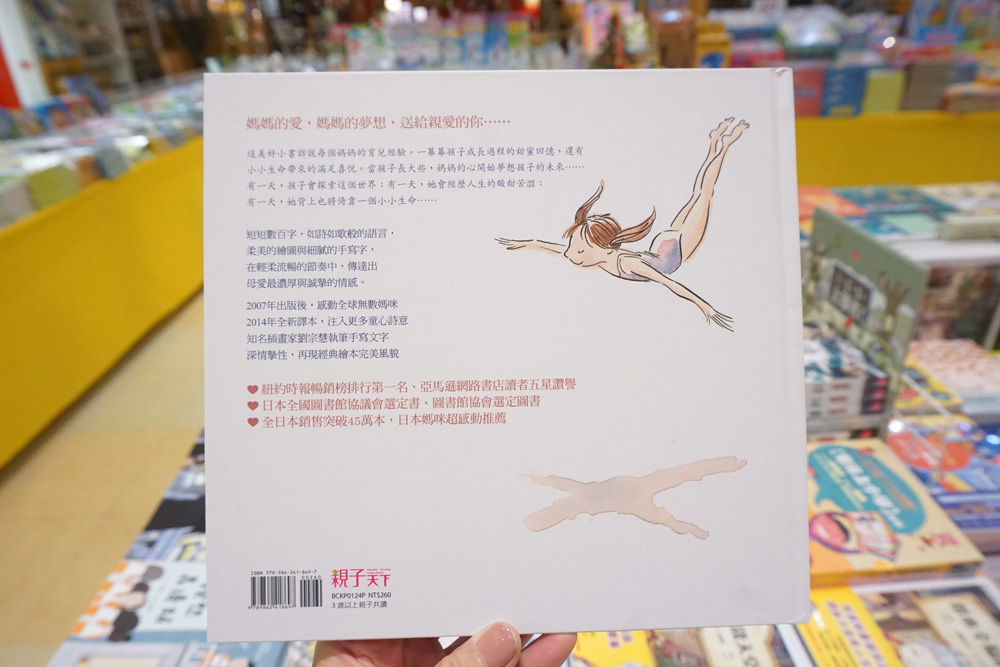 媽媽的愛，媽媽的夢想，送給親愛的你……
這美好小書訴說每個媽媽的育兒經驗。一幕幕孩子成長過程的甜蜜回憶，還有
小小生命帶來的滿足喜悅。當孩子長大些，媽媽的心開始夢想孩子的未來……
有一天，孩子會探索這個世界；有一天，她會經歷人生的酸甜苦澀；
有一天，她背上也將倚靠一個小小生命……
短短數百字，如詩如歌般的語言，
柔美的繪圖與細膩的手寫字，
在輕柔流暢的節奏中，傳達出
母愛最濃厚與誠摯的情感。
2007年出版後，感動全球無數媽咪
2014年全新譯本，注入更多童心詩意
知名插畫家劉宗慧執筆手寫文字
深情摯性，再現經典繪本完美風貌
紐約時報暢銷榜排行第一名、亞馬遜網路書店讀者五星讚譽
日本全國圖書館協議會選定書、圖書館協會選定圖書
全日本銷售突破45萬本，日本媽咪超感動推薦
ISBN 978-986-241-869-7
00260
9789862418697
親子天下
BCKP0124P NT$260
3 歲以上親子共讀